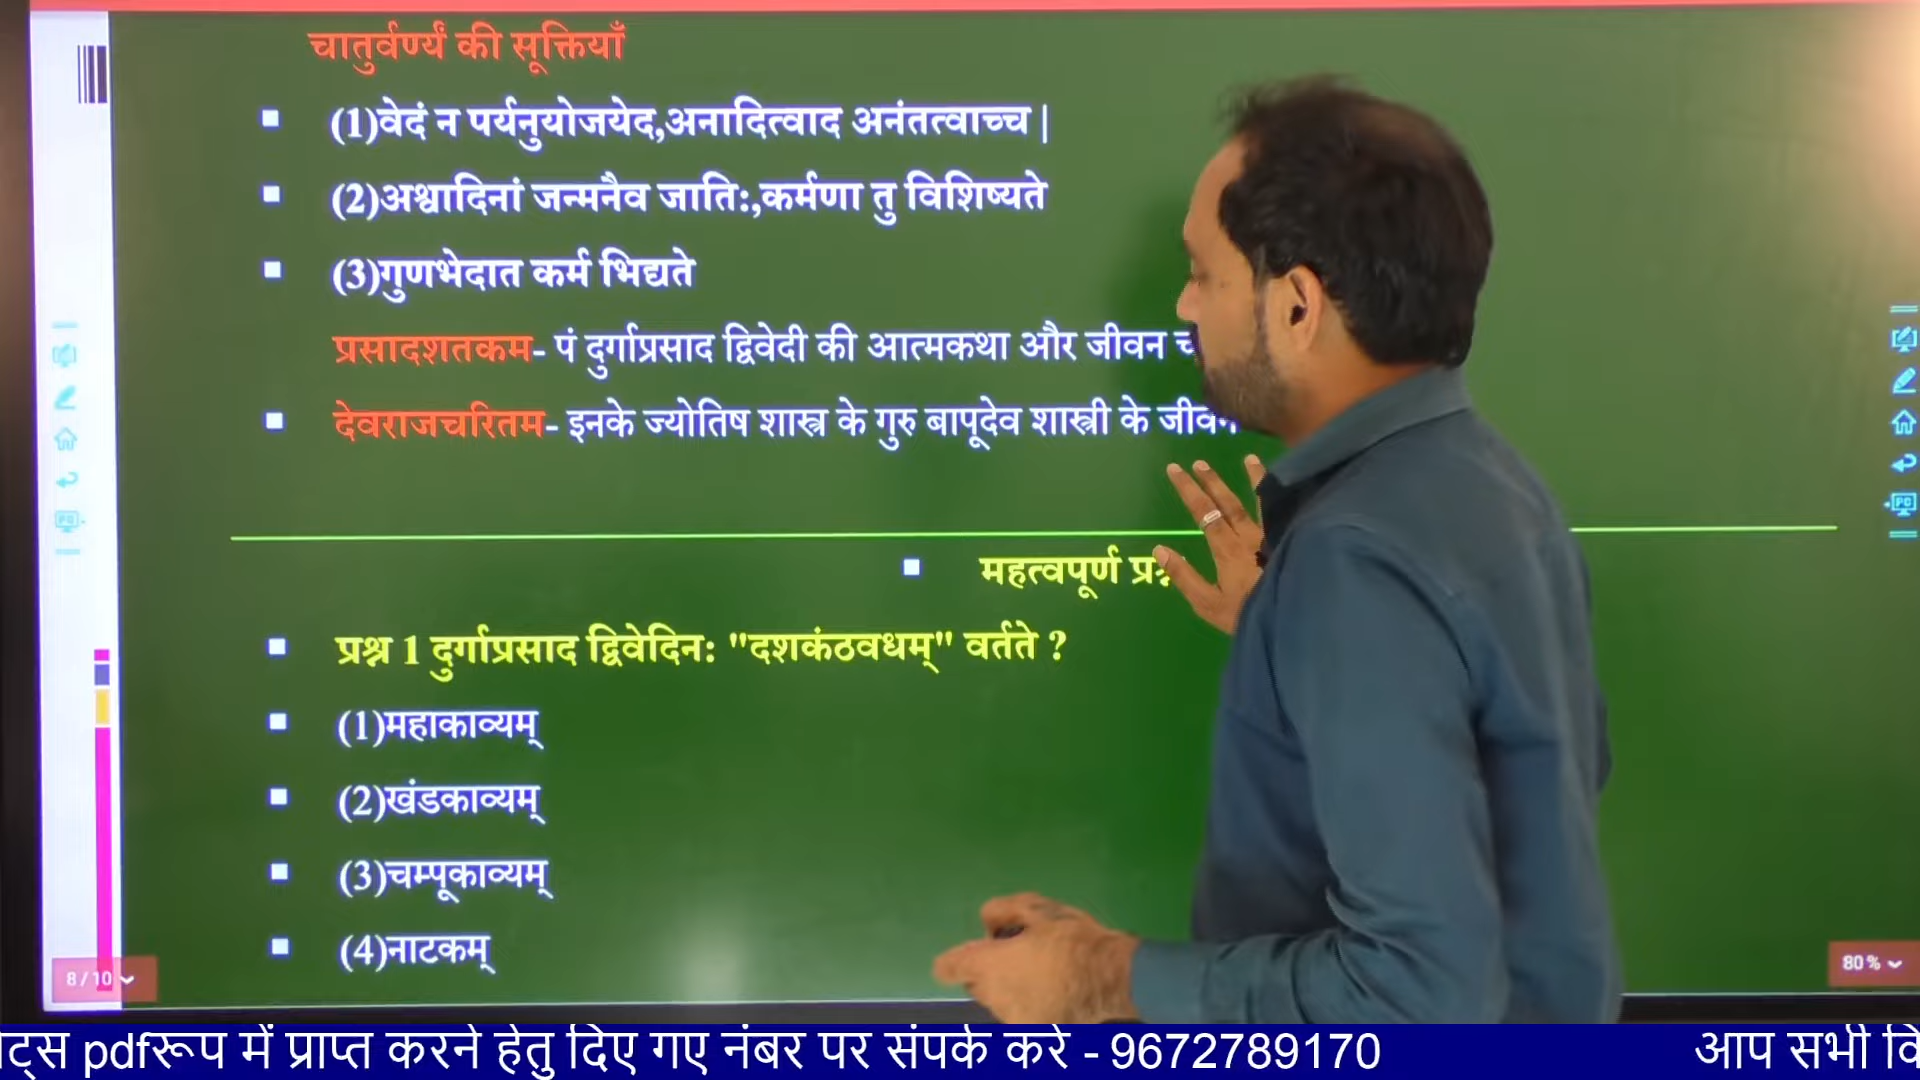 चातुर्वर्ण्यं की सूक्तियाँ
(1)वेदं न पर्यनुयोजयेद,अनादित्वाद अनंतत्वाच्च |
(2)अश्वादिनां जन्मनैव जाति:,कर्मणा तु विशिष्यते
(3)गुणभेदात कर्म भिद्यते
प्रसादशतकम- पं दुर्गाप्रसाद द्विवेदी की आत्मकथा और जीवन
देवराजचरितम- इनके ज्योतिष शास्त्र के गुरु बापूदेव शास्त्री के जीवन
महत्वपूर्ण
प्रश्न 1 दुर्गाप्रसाद द्विवेदिन: "दशकंठवधम्" वर्तते ?
(1)महाकाव्यम्
(2)खंडकाव्यम्
(3)चम्पूकाव्यम्
(4)नाटकम्
8/10
80%
pdfरूप में प्राप्त करने हेतु दिए गए नंबर पर संपर्क करे - 9672789170 आप सभी